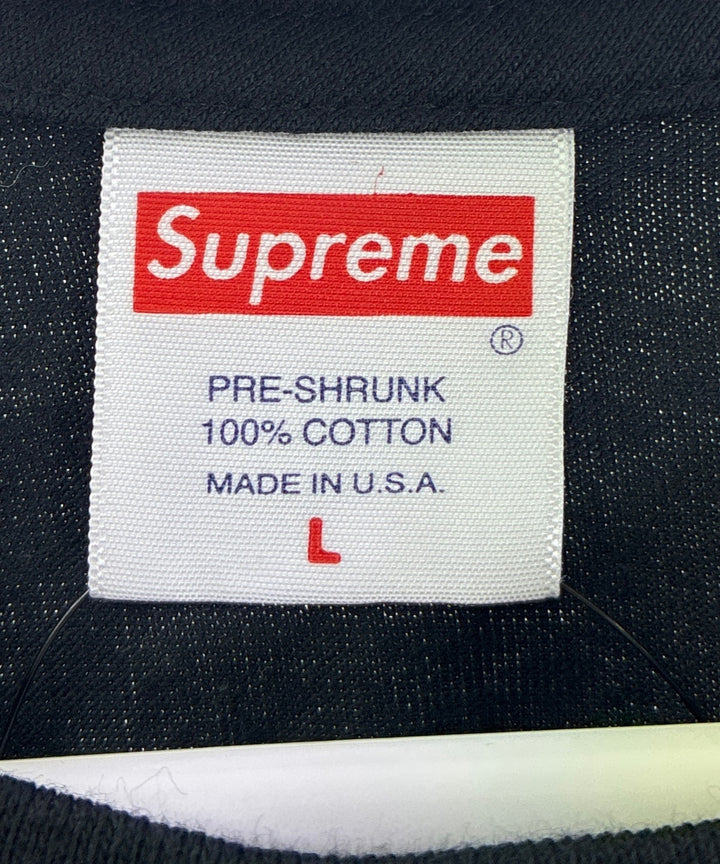 Supreme
®
PRE-SHRUNK
100% COTTON
MADE IN U.S.A.
L